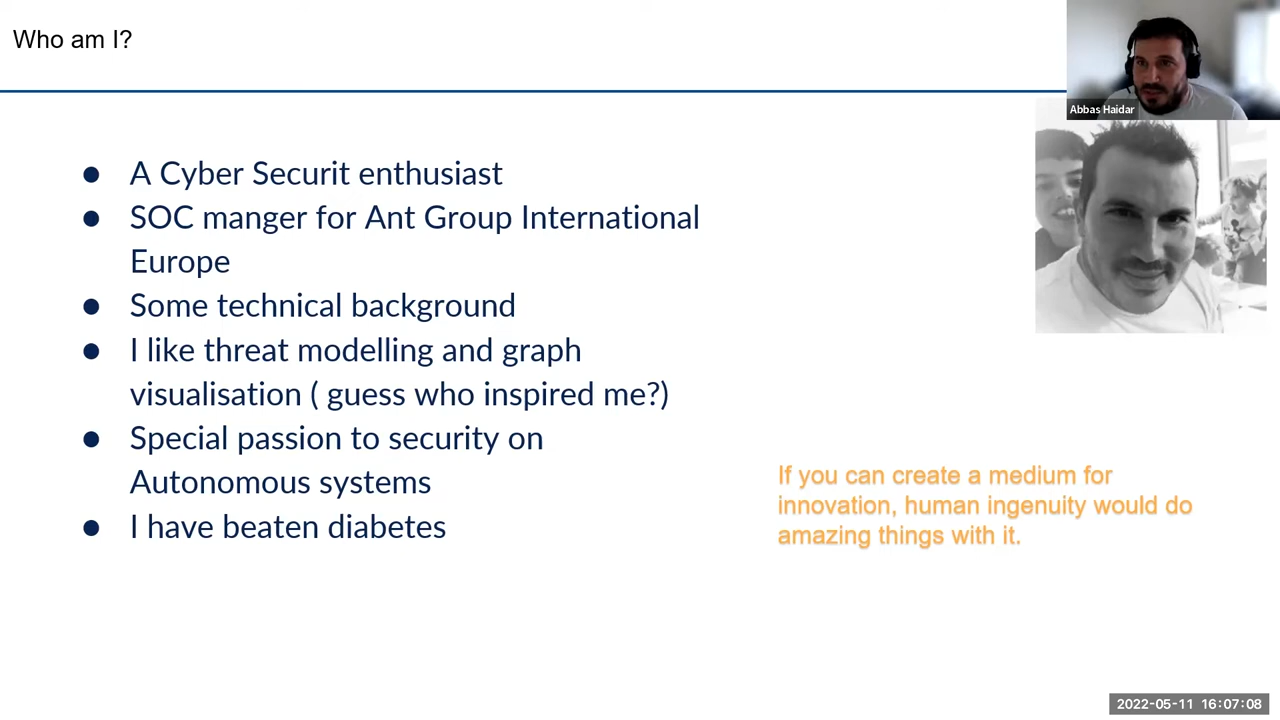 Who am I?
Abbas Haidar
● A Cyber Securit enthusiast
● SOC manger for Ant Group International
Europe
● Some technical background
● I like threat modelling and graph
visualisation ( guess who inspired me?)
● Special passion to security on
Autonomous systems
● I have beaten diabetes
If you can create a medium for
innovation, human ingenuity would do
amazing things with it.
2022-05-11 16:07:08